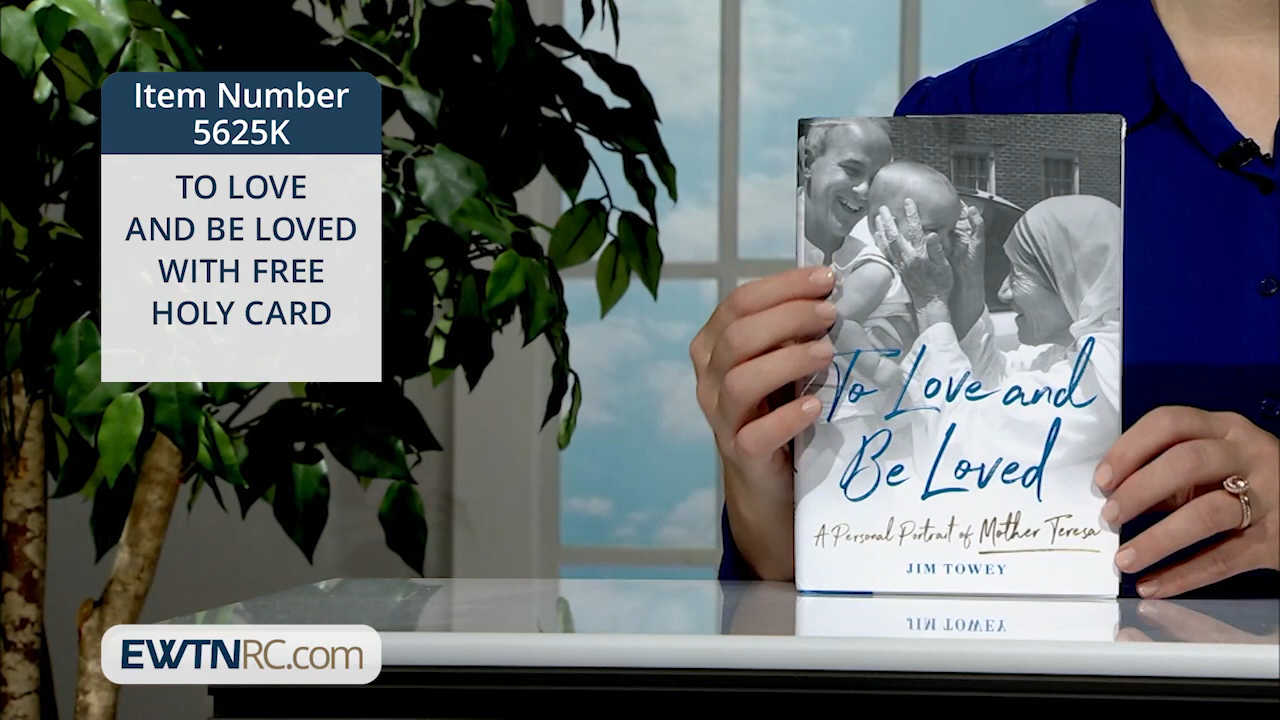 Item Number
5625K
TO LOVE
AND BE LOVED
WITH FREE
HOLY CARD
To Love and
Be Loved
A Personal Portrait of Mother Teresa
JIM TOWEY
EWTNRC.com